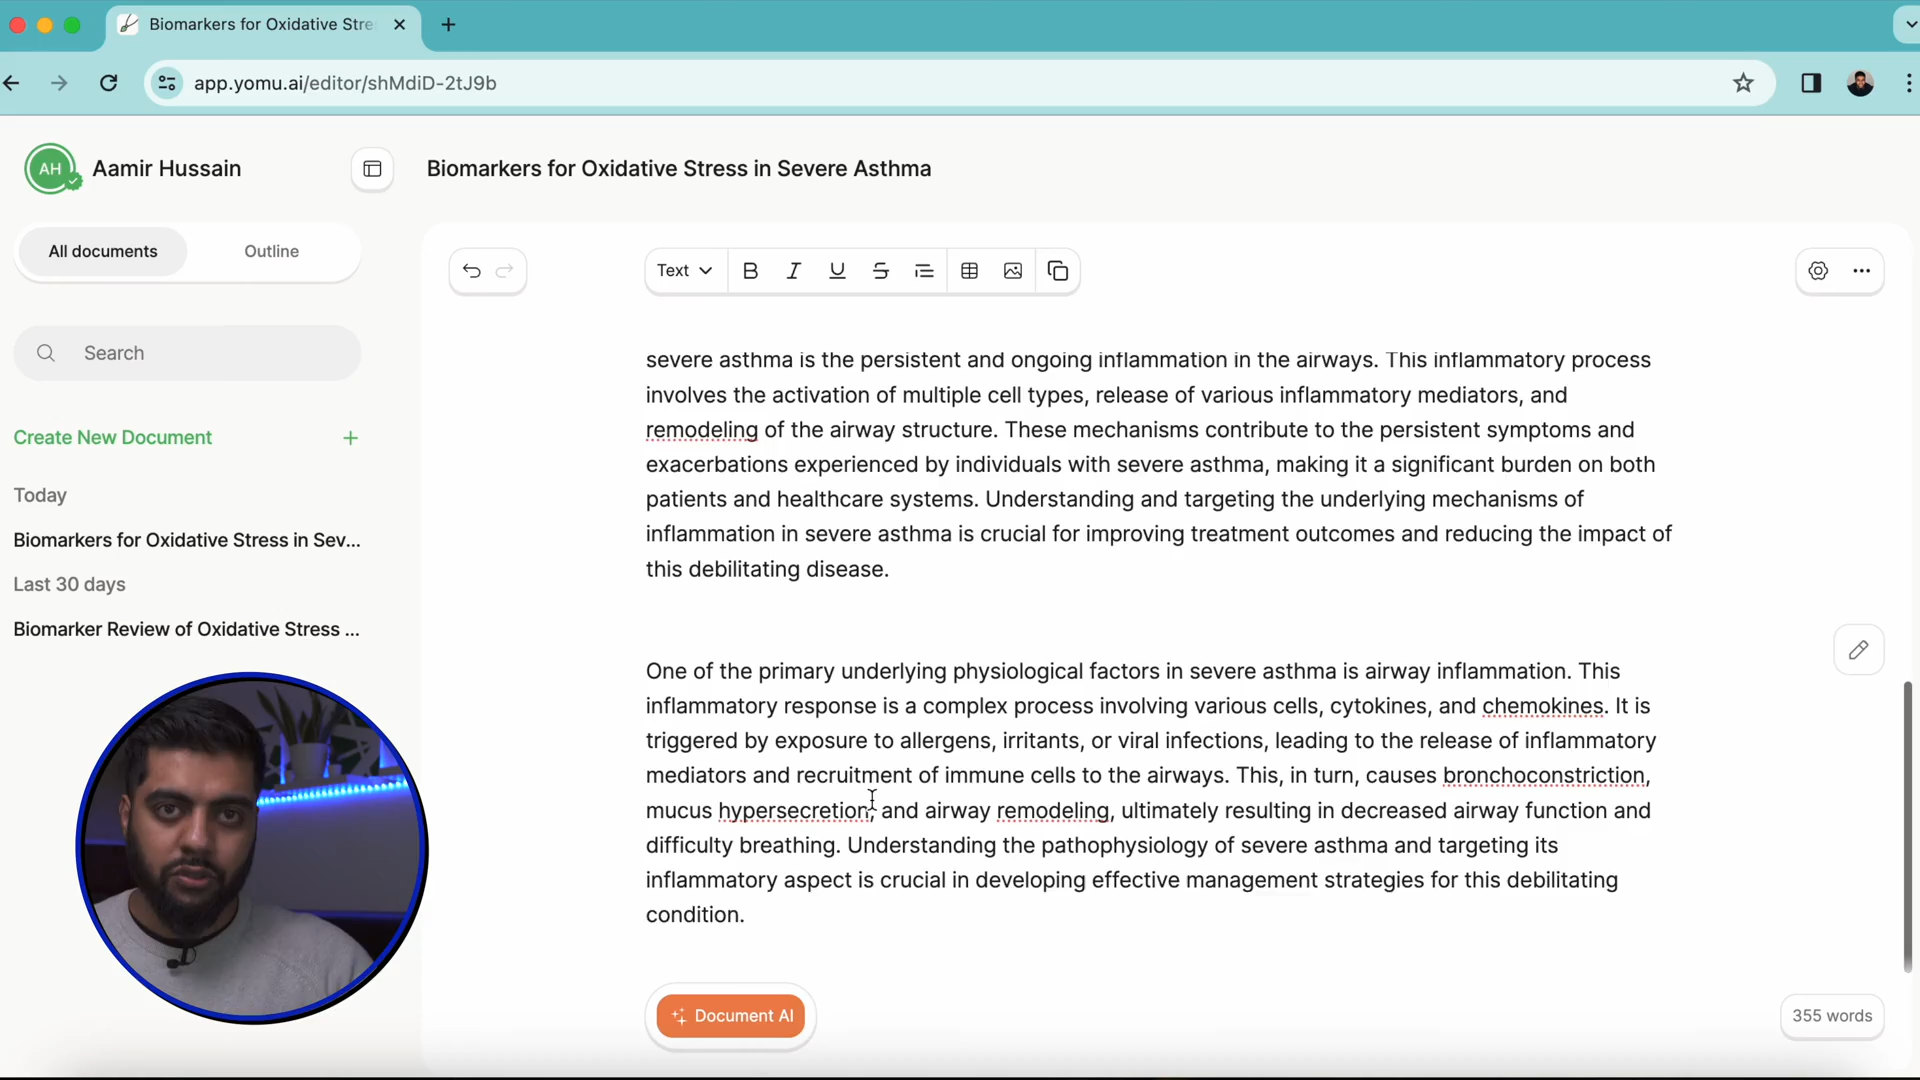 Biomarkers for Oxidative Stre
app.yomu.ai/editor/shMdiD-2tJ9b
AH
Aamir Hussain
Biomarkers for Oxidative Stress in Severe Asthma
All documents
Outline
Text
B
I
U
S
Search
Create New Document
Today
Biomarkers for Oxidative Stress in Sev...
Last 30 days
Biomarker Review of Oxidative Stress ...
severe asthma is the persistent and ongoing inflammation in the airways. This inflammatory process
involves the activation of multiple cell types, release of various inflammatory mediators, and
remodeling of the airway structure. These mechanisms contribute to the persistent symptoms and
exacerbations experienced by individuals with severe asthma, making it a significant burden on both
patients and healthcare systems. Understanding and targeting the underlying mechanisms of
inflammation in severe asthma is crucial for improving treatment outcomes and reducing the impact of
this debilitating disease.
One of the primary underlying physiological factors in severe asthma is airway inflammation. This
inflammatory response is a complex process involving various cells, cytokines, and chemokines. It is
triggered by exposure to allergens, irritants, or viral infections, leading to the release of inflammatory
mediators and recruitment of immune cells to the airways. This, in turn, causes bronchoconstriction,
mucus hypersecretion, and airway remodeling, ultimately resulting in decreased airway function and
difficulty breathing. Understanding the pathophysiology of severe asthma and targeting its
inflammatory aspect is crucial in developing effective management strategies for this debilitating
condition.
Document AI
355 words